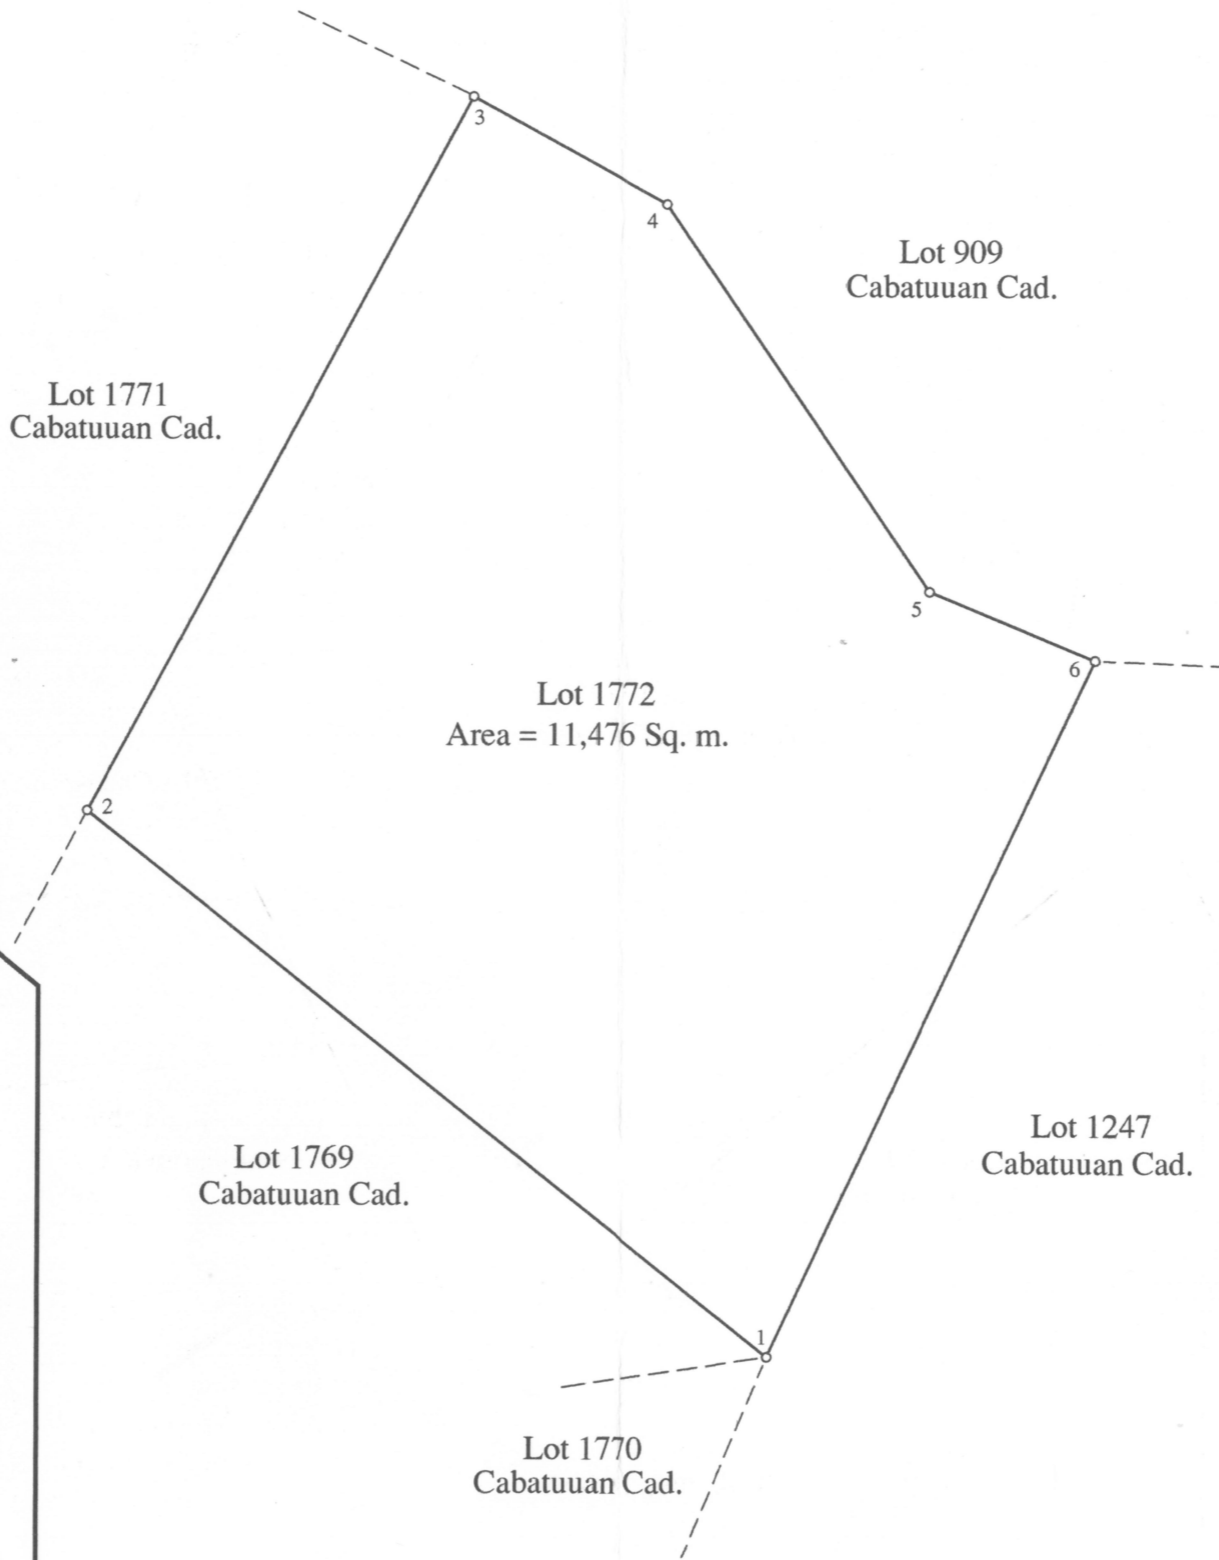 3
4
Lot 909
Cabatuuan Cad.
Lot 1771
Cabatuuan Cad.
5
6
Lot 1772
Area = 11,476 Sq. m.
2
Lot 1247
Cabatuuan Cad.
Lot 1769
Cabatuuan Cad.
1
Lot 1770
Cabatuuan Cad.